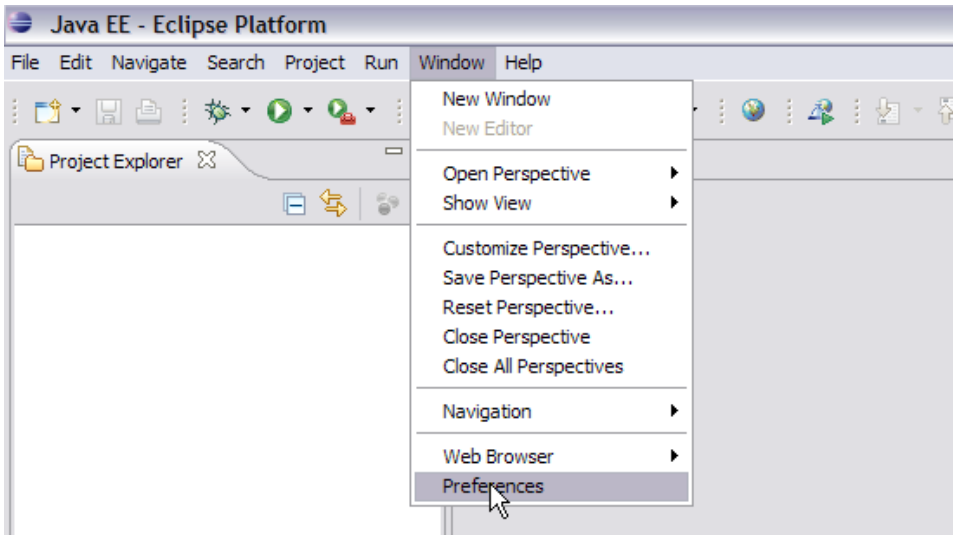 Java EE - Eclipse Platform
File Edit Navigate Search Project Run Window Help
New Window
New Editor
Project Explorer
Open Perspective
Show View
Customize Perspective...
Save Perspective As...
Reset Perspective...
Close Perspective
Close All Perspectives
Navigation
Web Browser
Preferences